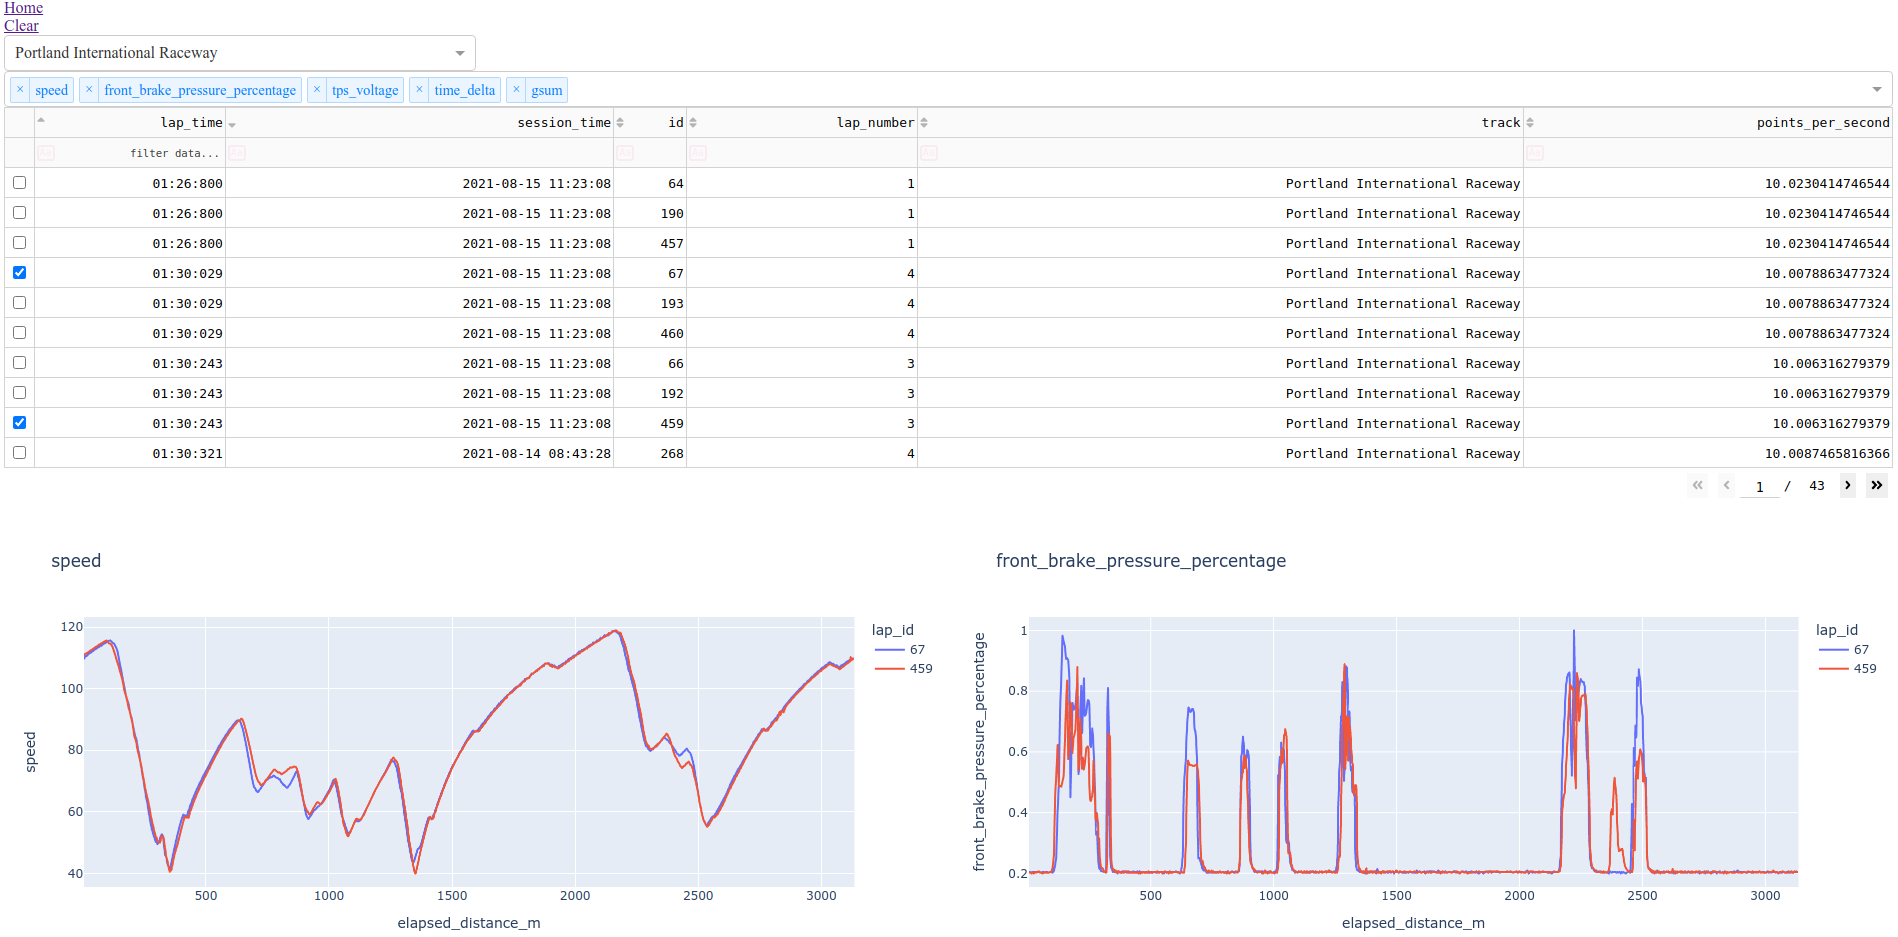 Home
Clear
Portland International Raceway
× speed × front_brake_pressure_percentage × tps_voltage × time_delta × gsum
lap_time session_time id lap_number track points_per_second
Aa filter data... Aa Aa Aa Aa Aa
01:26:800 2021-08-15 11:23:08 64 1 Portland International Raceway 10.0230414746544
01:26:800 2021-08-15 11:23:08 190 1 Portland International Raceway 10.0230414746544
01:26:800 2021-08-15 11:23:08 457 1 Portland International Raceway 10.0230414746544
01:30:029 2021-08-15 11:23:08 67 4 Portland International Raceway 10.0078863477324
01:30:029 2021-08-15 11:23:08 193 4 Portland International Raceway 10.0078863477324
01:30:029 2021-08-15 11:23:08 460 4 Portland International Raceway 10.0078863477324
01:30:243 2021-08-15 11:23:08 66 3 Portland International Raceway 10.006316279379
01:30:243 2021-08-15 11:23:08 192 3 Portland International Raceway 10.006316279379
01:30:243 2021-08-15 11:23:08 459 3 Portland International Raceway 10.006316279379
01:30:321 2021-08-14 08:43:28 268 4 Portland International Raceway 10.0087465816366
« ‹ 1 / 43 › »
speed
120
100
80
60
40
speed
500 1000 1500 2000 2500 3000
elapsed_distance_m
lap_id
67
459
front_brake_pressure_percentage
1
0.8
0.6
0.4
0.2
front_brake_pressure_percentage
500 1000 1500 2000 2500 3000
elapsed_distance_m
lap_id
67
459